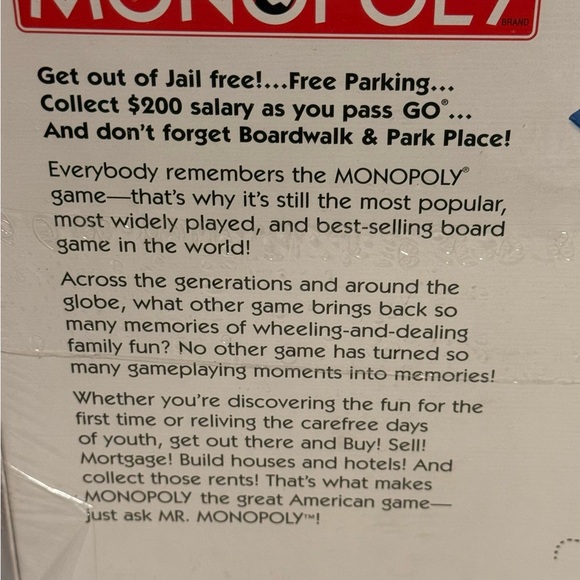 MONOPOLY
BRAND
Get out of Jail free!...Free Parking...
Collect $200 salary as you pass GO®...
And don't forget Boardwalk & Park Place!
Everybody remembers the MONOPOLY®
game—that's why it's still the most popular,
most widely played, and best-selling board
game in the world!
Across the generations and around the
globe, what other game brings back so
many memories of wheeling-and-dealing
family fun? No other game has turned so
many gameplaying moments into memories!
Whether you're discovering the fun for the
first time or reliving the carefree days
of youth, get out there and Buy! Sell!
Mortgage! Build houses and hotels! And
collect those rents! That's what makes
MONOPOLY the great American game—
just ask MR. MONOPOLY™!